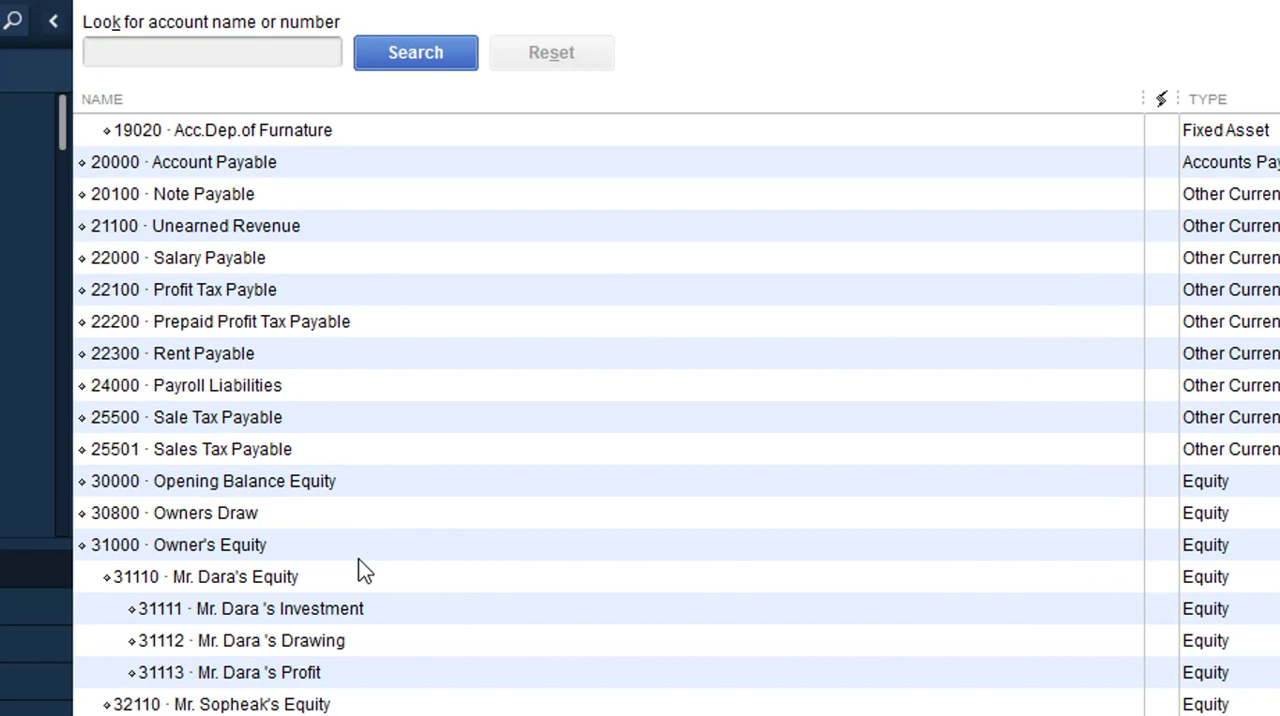 Look for account name or number
Search Reset
NAME TYPE
19020 · Acc.Dep.of Furnature Fixed Asset
20000 · Account Payable Accounts Pay
20100 · Note Payable Other Curren
21100 · Unearned Revenue Other Curren
22000 · Salary Payable Other Curren
22100 · Profit Tax Payble Other Curren
22200 · Prepaid Profit Tax Payable Other Curren
22300 · Rent Payable Other Curren
24000 · Payroll Liabilities Other Curren
25500 · Sale Tax Payable Other Curren
25501 · Sales Tax Payable Other Curren
30000 · Opening Balance Equity Equity
30800 · Owners Draw Equity
31000 · Owner's Equity Equity
31110 · Mr. Dara's Equity Equity
31111 · Mr. Dara 's Investment Equity
31112 · Mr. Dara 's Drawing Equity
31113 · Mr. Dara 's Profit Equity
32110 · Mr. Sopheak's Equity Equity